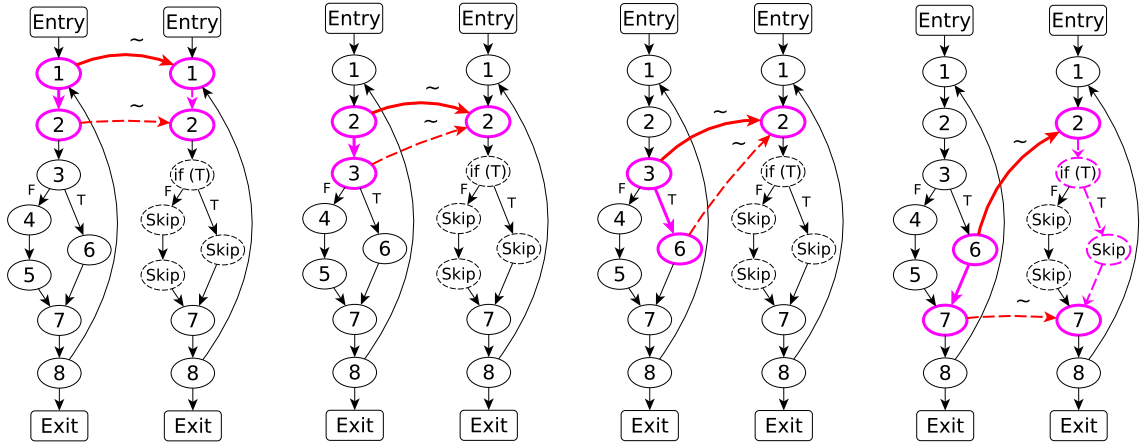 Entry Entry Entry Entry Entry Entry Entry Entry
~
1 1 1 1 1 1 1 1
~ ~ ~ ~
2 2 2 2 2 2 2 2
~ ~
3 if (T) 3 if (T) 3 if (T) 3 if (T)
F T F T F T F T F T F T F T F T
4 Skip 4 Skip 4 Skip 4 Skip
6 Skip 6 Skip 6 Skip 6 Skip
5 Skip 5 Skip 5 Skip 5 Skip
~
7 7 7 7 7 7 7 7
8 8 8 8 8 8 8 8
Exit Exit Exit Exit Exit Exit Exit Exit